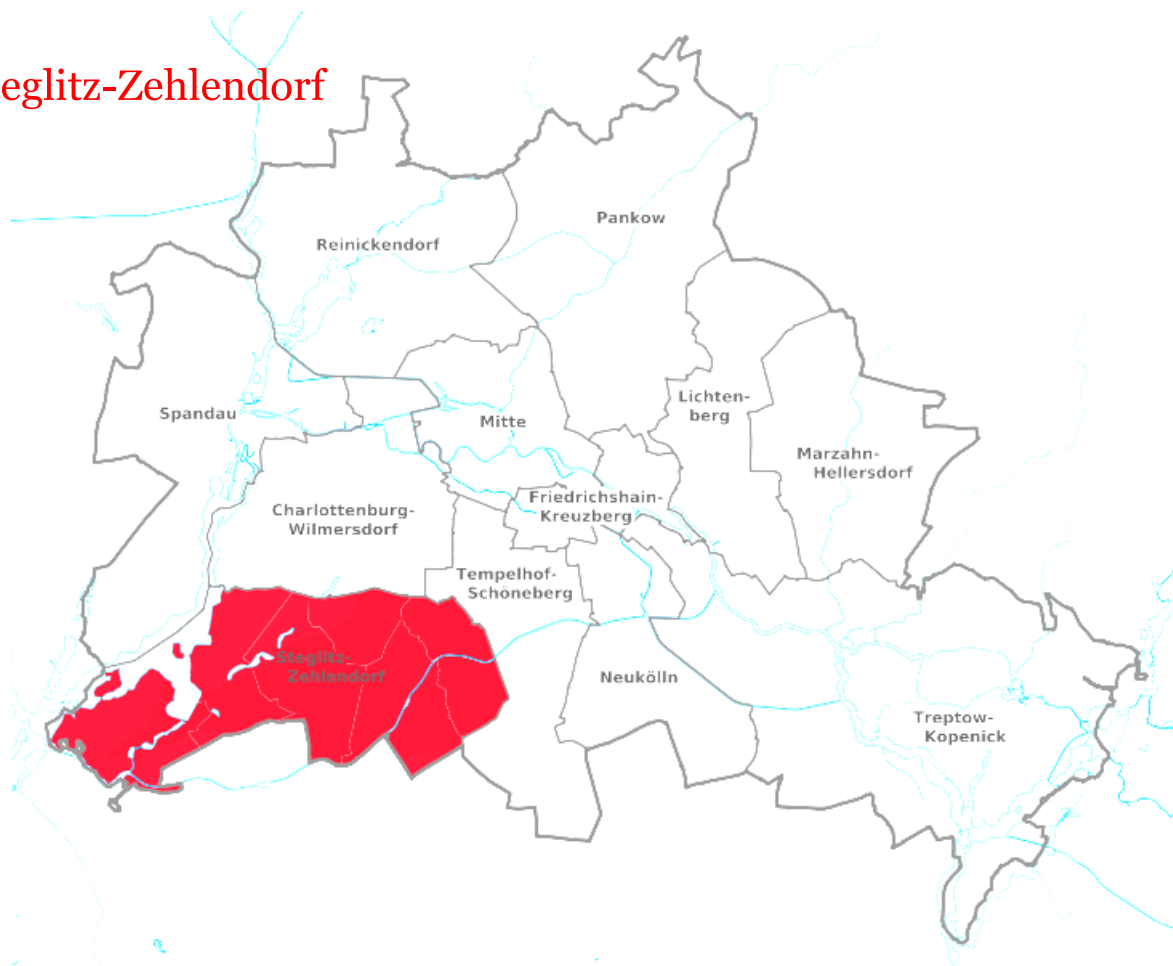 eglitz-Zehlendorf
Pankow
Reinickendorf
Lichten-
berg
Spandau
Mitte
Marzahn-
Hellersdorf
Friedrichshain-
Kreuzberg
Charlottenburg-
Wilmersdorf
Tempelhof-
Schöneberg
Steglitz-
Zehlendorf
Neukölln
Treptow-
Kopenick